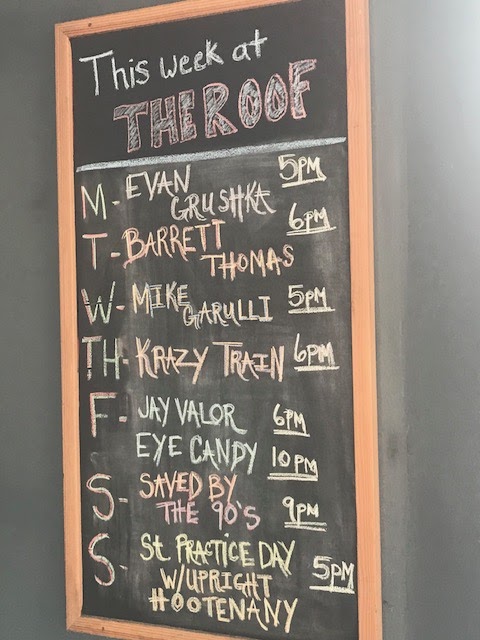 This week at
THE ROOF
M- EVAN GRUSHKA 5PM
T- BARRETT THOMAS 6PM
W- MIKE GARULLI 5PM
TH- KRAZY TRAIN 6PM
F- JAY VALOR 6PM
EYE CANDY 10PM
S- SAVED BY THE 90'S 9PM
S- St. PRACTICE DAY
W/UPRIGHT
HOOTENANY 5PM